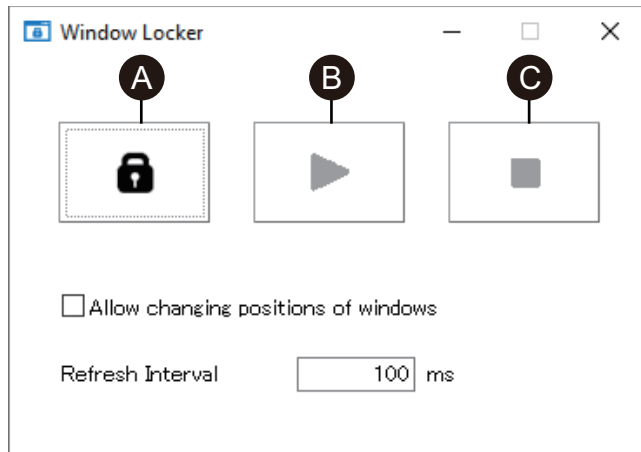 Window Locker
A B C
Allow changing positions of windows
Refresh Interval 100 ms